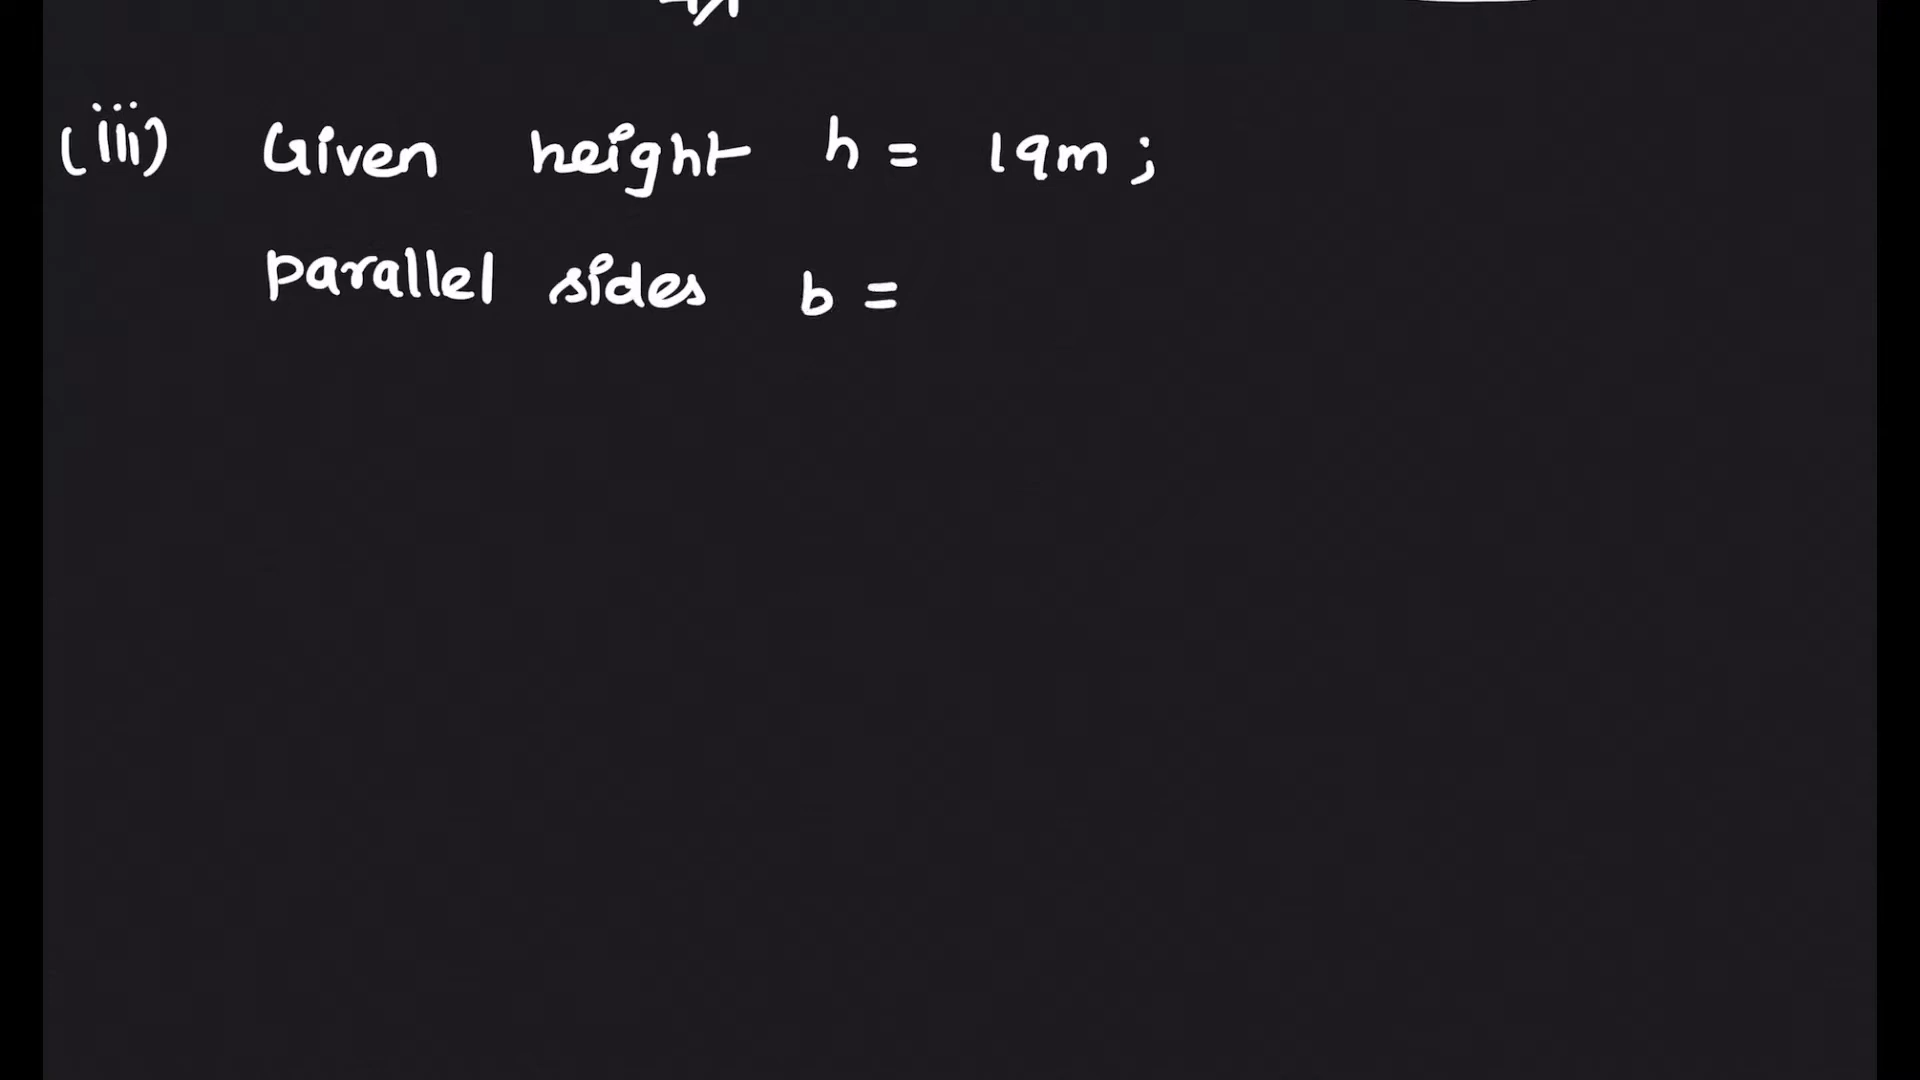 (iii) Given height h = 19m ;
parallel sides b =